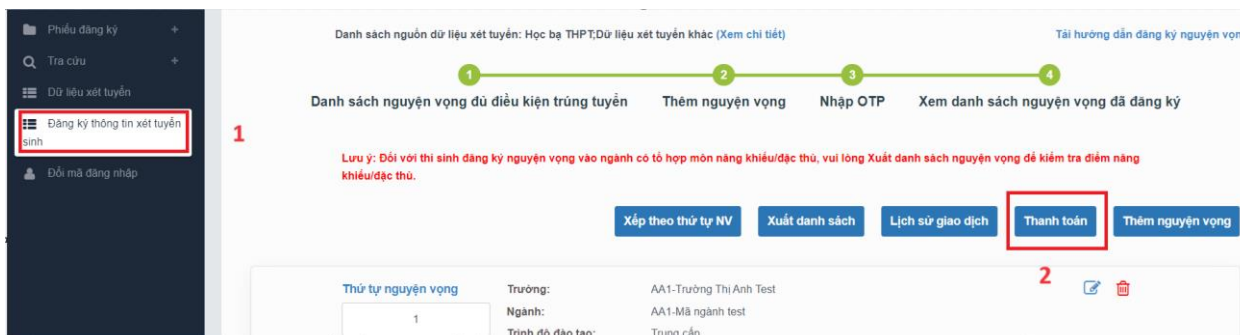 Phiếu đăng ký +
Tra cứu +
Dữ liệu xét tuyển
Đăng ký thông tin xét tuyển
sinh
Đổi mã đăng nhập
1
Danh sách nguồn dữ liệu xét tuyển: Học bạ THPT;Dữ liệu xét tuyển khác (Xem chi tiết)
Tải hướng dẫn đăng ký nguyện vọn
1 2 3 4
Danh sách nguyện vọng đủ điều kiện trúng tuyển Thêm nguyện vọng Nhập OTP Xem danh sách nguyện vọng đã đăng ký
Lưu ý: Đối với thí sinh đăng ký nguyện vọng vào ngành có tổ hợp môn năng khiếu/đặc thù, vui lòng Xuất danh sách nguyện vọng để kiểm tra điểm năng
khiếu/đặc thù.
Xếp theo thứ tự NV Xuất danh sách Lịch sử giao dịch Thanh toán Thêm nguyện vọng
2
Thứ tự nguyện vọng Trường: AA1-Trường Thị Anh Test
1 Ngành: AA1-Mã ngành test
Trình độ đào tạo: Trung cấp